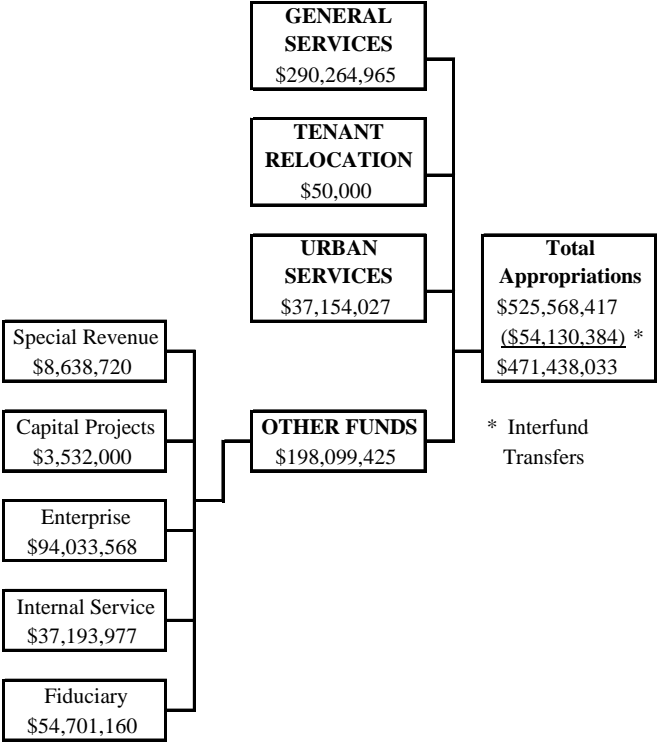 GENERAL
SERVICES
$290,264,965
TENANT
RELOCATION
$50,000
URBAN
SERVICES
$37,154,027
Total
Appropriations
$525,568,417
($54,130,384) *
$471,438,033
Special Revenue
$8,638,720
Capital Projects
$3,532,000
OTHER FUNDS
$198,099,425
* Interfund
Transfers
Enterprise
$94,033,568
Internal Service
$37,193,977
Fiduciary
$54,701,160